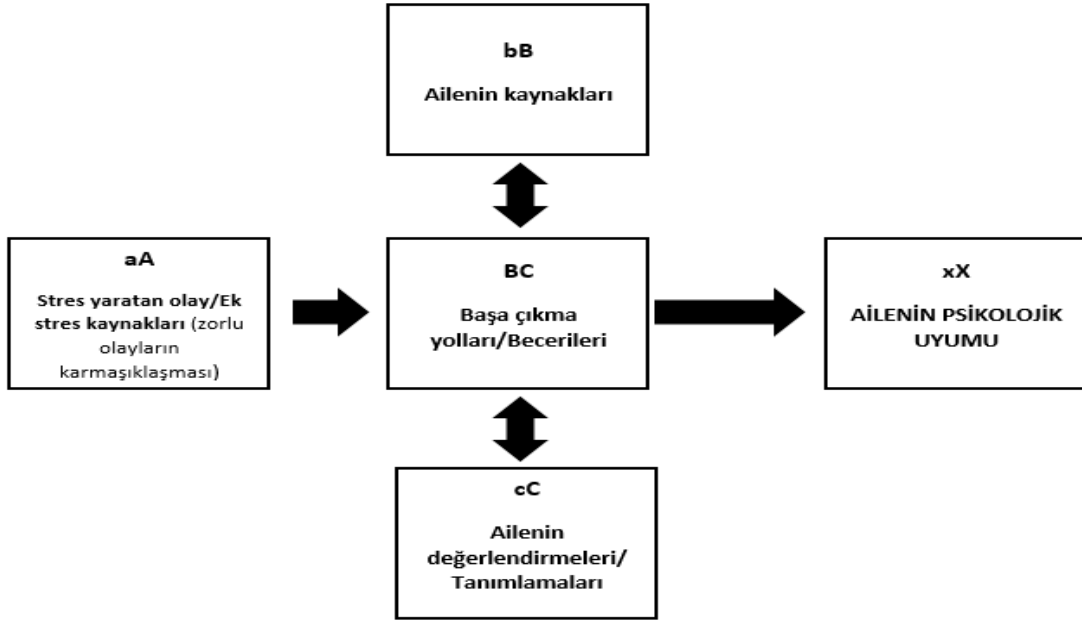 bB
Ailenin kaynakları
aA
Stres yaratan olay/Ek
stres kaynakları (zorlu
olayların
karmaşıklaşması)
BC
Başa çıkma
yolları/Becerileri
xX
AİLENİN PSİKOLOJİK
UYUMU
cC
Ailenin
değerlendirmeleri/
Tanımlamaları